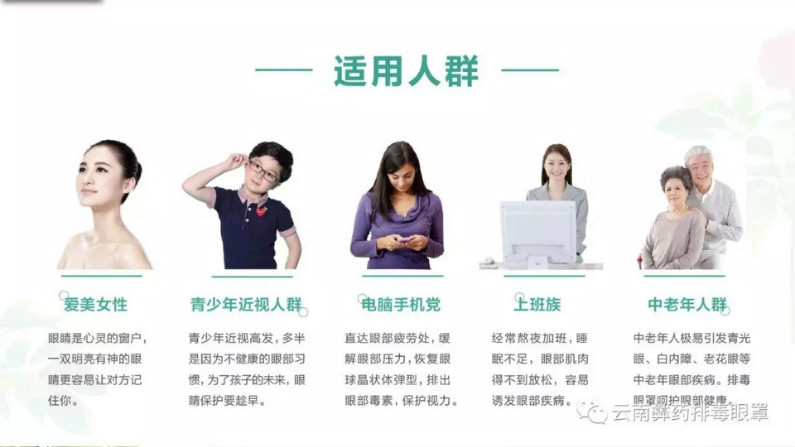 适用人群
爱美女性
眼睛是心灵的窗户，
一双明亮有神的眼
睛更容易让对方记
住你。
青少年近视人群
青少年近视高发，多半
是因为不健康的眼部习
惯，为了孩子的未来，眼
睛保护要趁早。
电脑手机党
直达眼部疲劳处，缓
解眼部压力，恢复眼
球晶状体弹型，排出
眼部毒素，保护视力。
上班族
经常熬夜加班，睡
眠不足，眼部肌肉
得不到放松，容易
诱发眼部疾病。
中老年人群
中老年人极易引发青光
眼、白内障、老花眼等
中老年眼部疾病。排毒
眼罩呵护眼部健康。
云南彝药排毒眼罩